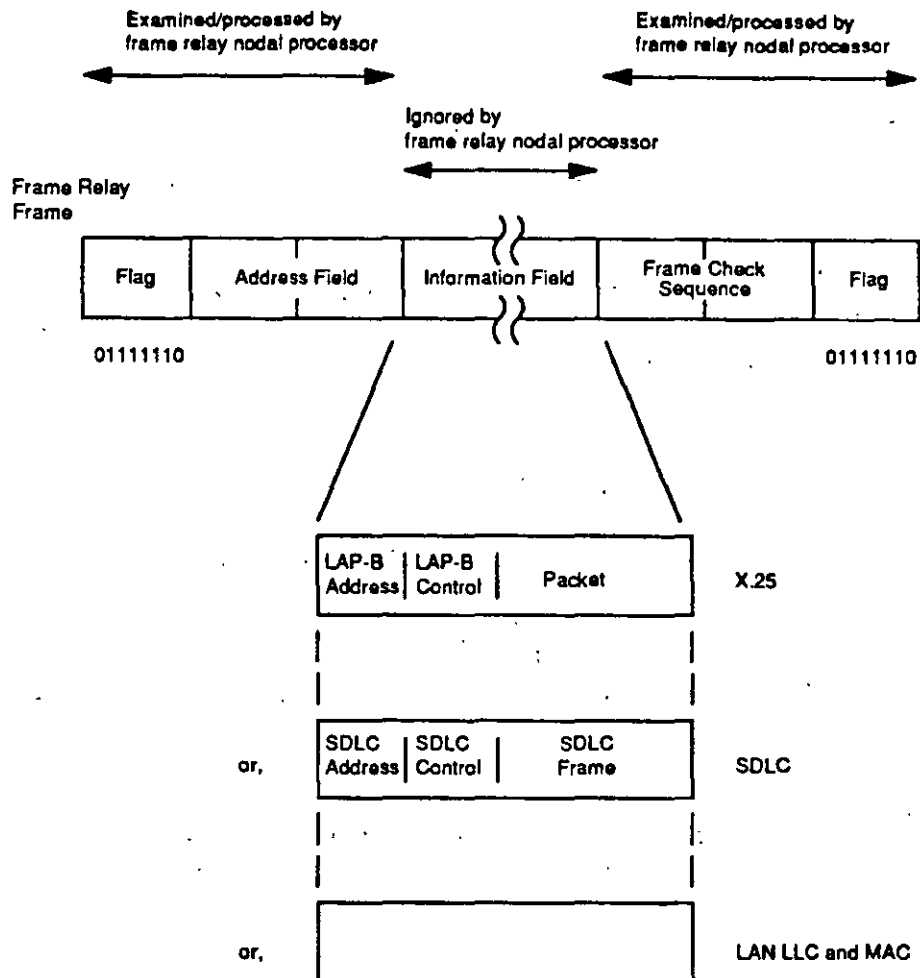 Examined/processed by
frame relay nodal processor
Examined/processed by
frame relay nodal processor
Ignored by
frame relay nodal processor
Frame Relay
Frame
Flag
Address Field
Information Field
Frame Check
Sequence
Flag
01111110
01111110
LAP-B
Address
LAP-B
Control
Packet
X.25
or,
SDLC
Address
SDLC
Control
SDLC
Frame
SDLC
or,
LAN LLC and MAC